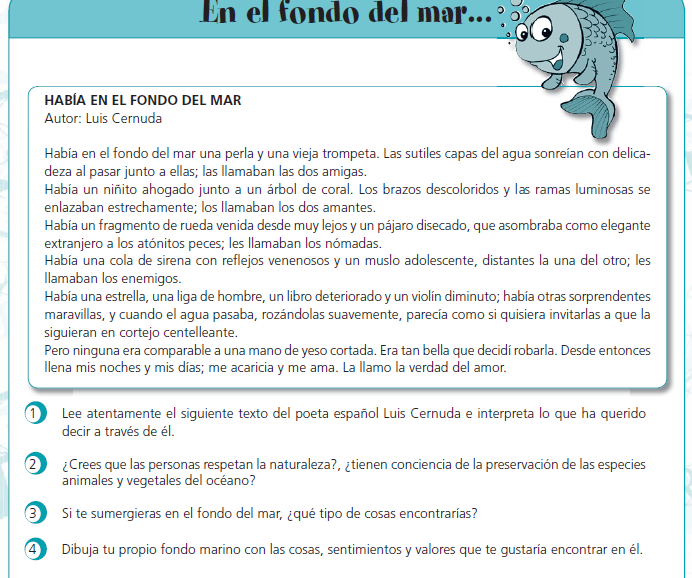 En el fondo del mar...
HABÍA EN EL FONDO DEL MAR
Autor: Luis Cernuda
Había en el fondo del mar una perla y una vieja trompeta. Las sutiles capas del agua sonreían con delica-
deza al pasar junto a ellas; las llamaban las dos amigas.
Había un niñito ahogado junto a un árbol de coral. Los brazos descoloridos y las ramas luminosas se
enlazaban estrechamente; los llamaban los dos amantes.
Había un fragmento de rueda venida desde muy lejos y un pájaro disecado, que asombraba como elegante
extranjero a los atónitos peces; les llamaban los nómadas.
Había una cola de sirena con reflejos venenosos y un muslo adolescente, distantes la una del otro; les
llamaban los enemigos.
Había una estrella, una liga de hombre, un libro deteriorado y un violín diminuto; había otras sorprendentes
maravillas, y cuando el agua pasaba, rozándolas suavemente, parecía como si quisiera invitarlas a que la
siguieran en cortejo centelleante.
Pero ninguna era comparable a una mano de yeso cortada. Era tan bella que decidí robarla. Desde entonces
llena mis noches y mis días; me acaricia y me ama. La llamo la verdad del amor.
1 Lee atentamente el siguiente texto del poeta español Luis Cernuda e interpreta lo que ha querido
decir a través de él.
2 ¿Crees que las personas respetan la naturaleza?, ¿tienen conciencia de la preservación de las especies
animales y vegetales del océano?
3 Si te sumergieras en el fondo del mar, ¿qué tipo de cosas encontrarías?
4 Dibuja tu propio fondo marino con las cosas, sentimientos y valores que te gustaría encontrar en él.